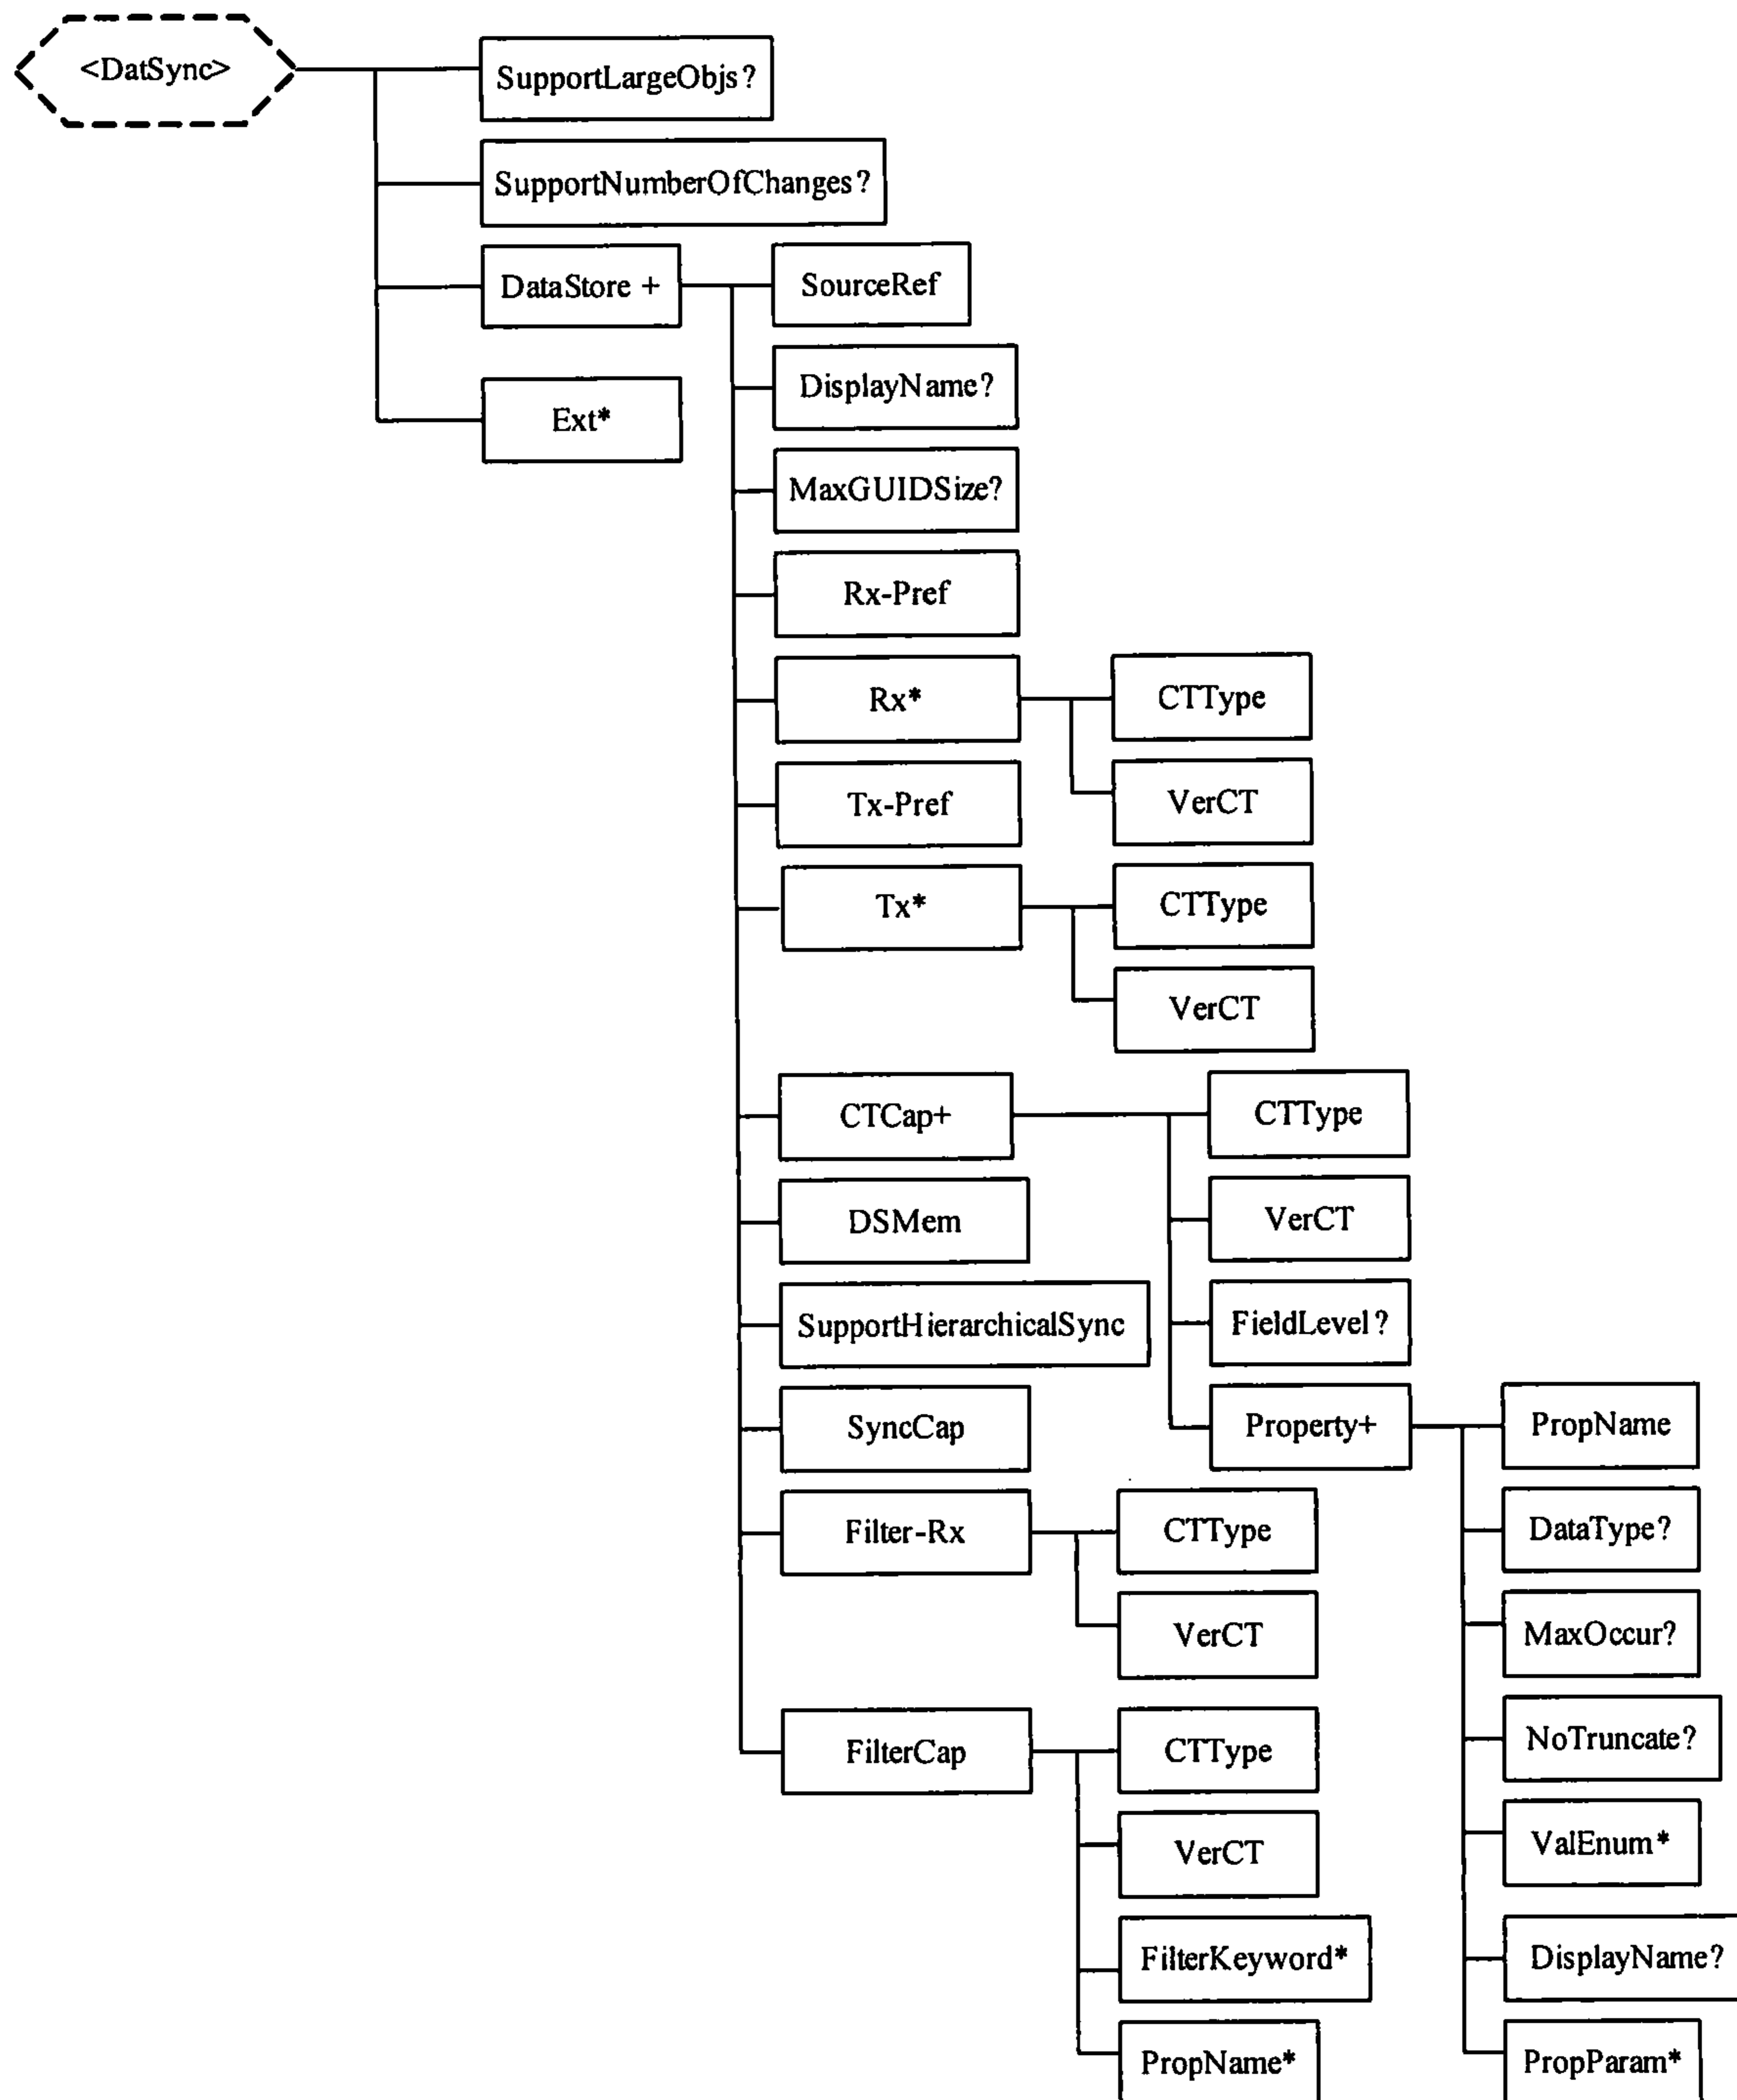 <DatSync>
SupportLargeObjs?
SupportNumberOfChanges?
DataStore +
SourceRef
DisplayName?
Ext*
MaxGUIDSize?
Rx-Pref
Rx*
CTType
VerCT
Tx-Pref
Tx*
CTType
VerCT
CTCap+
CTType
DSMem
VerCT
SupportHierarchicalSync
FieldLevel?
SyncCap
Property+
PropName
Filter-Rx
CTType
DataType?
VerCT
MaxOccur?
FilterCap
CTType
NoTruncate?
VerCT
ValEnum*
FilterKeyword*
DisplayName?
PropName*
PropParam*